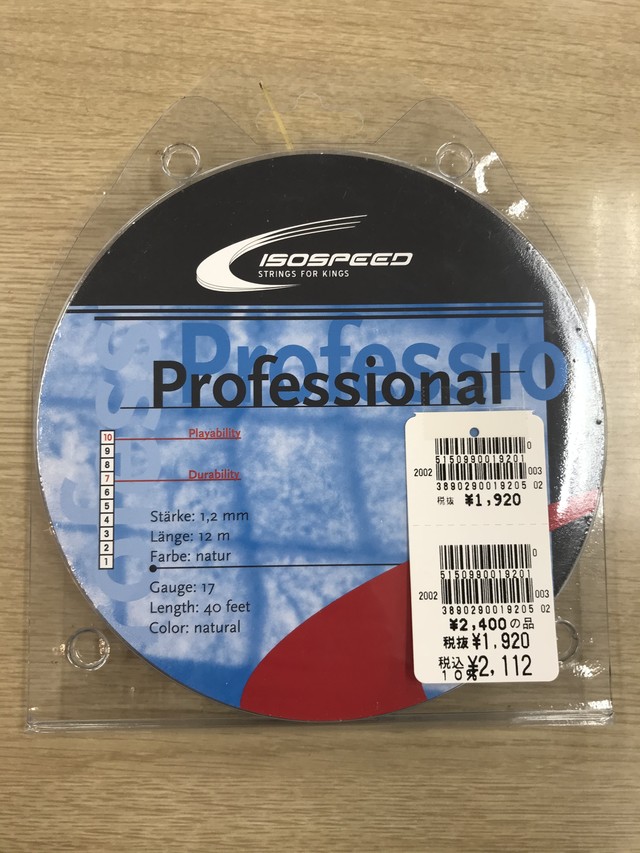 ISOSPEED
STRINGS FOR KINGS
Professio
Professional
10
9
8
7
6
5
4
3
2
1
Playability
Durability
Stärke: 1,2 mm
Länge: 12 m
Farbe: natur
Gauge: 17
Length: 40 feet
Color: natural
0
5150990019201
2002
003
3890290019205 02
税抜 ¥1,920
0
5150990019201
2002
003
3890290019205 02
¥2,400の品
税抜¥1,920
税込¥2,112
10%